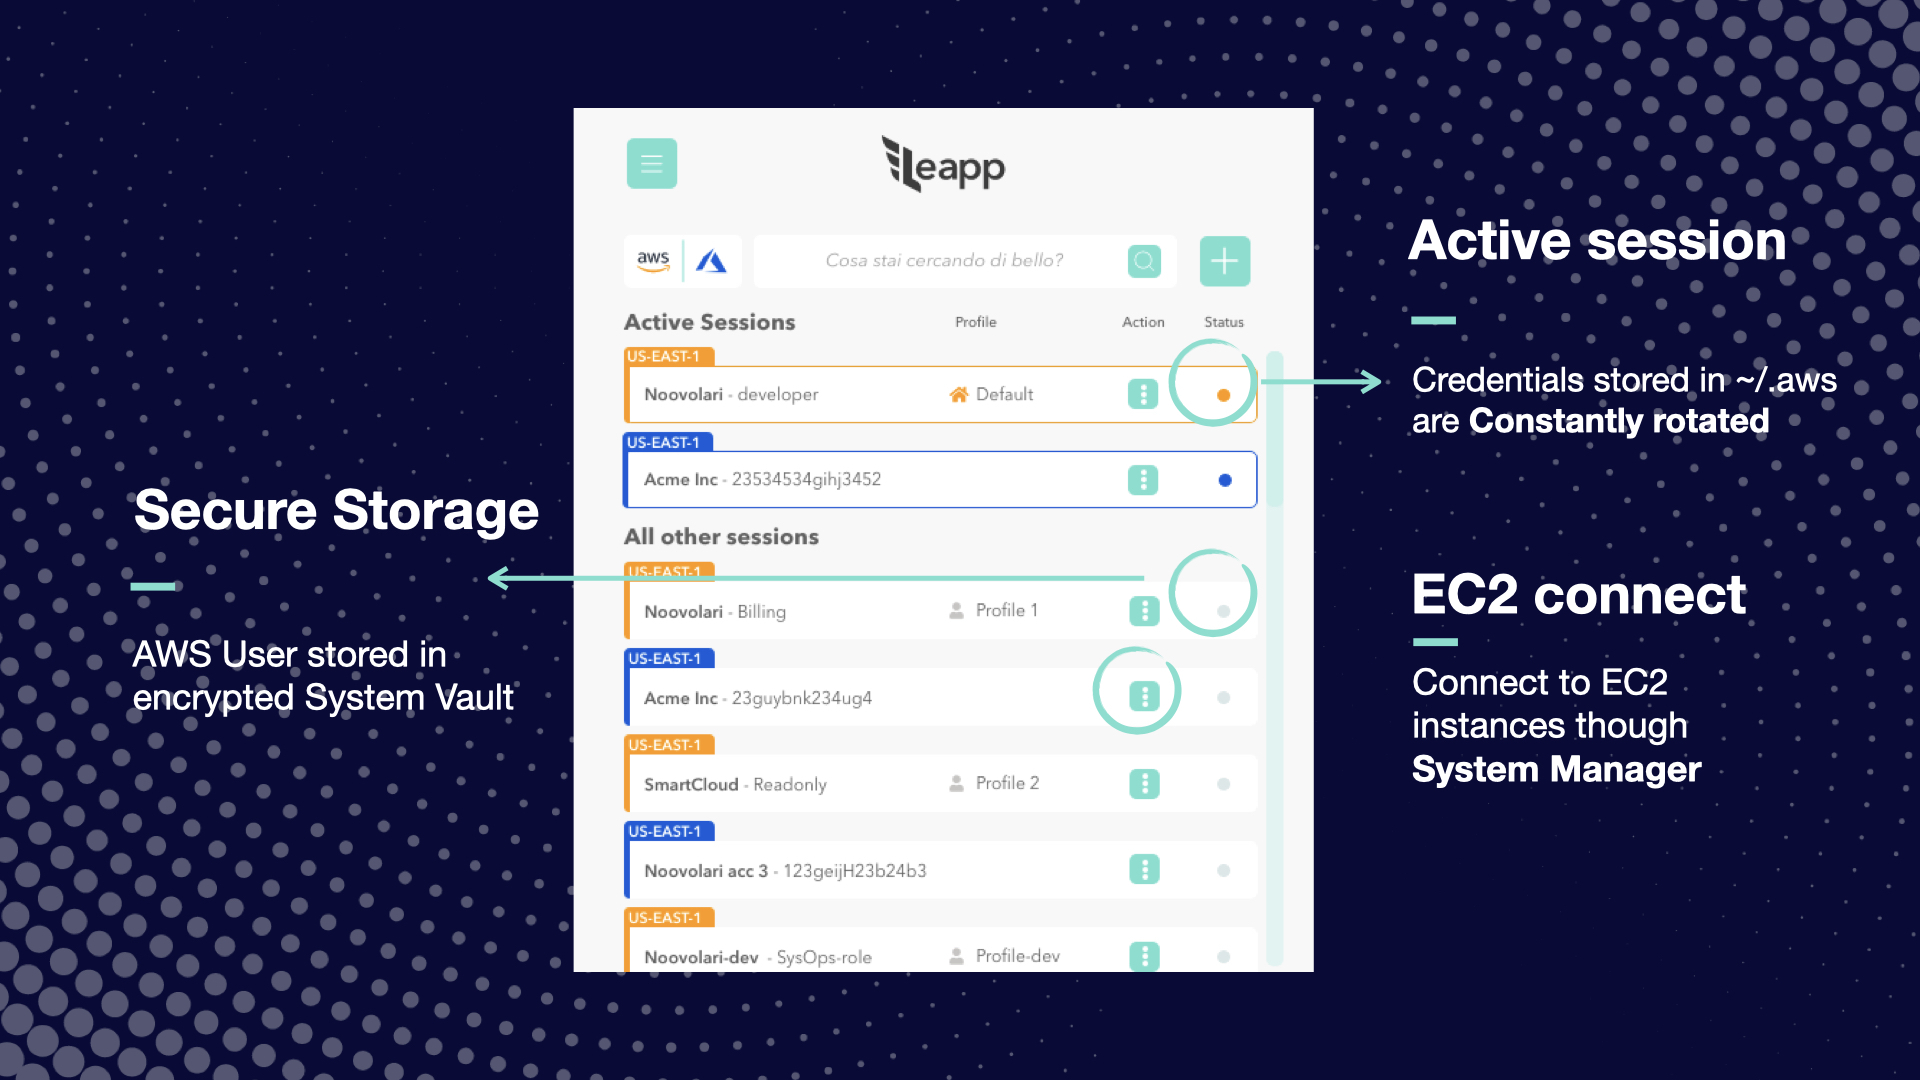 leapp
aws
Cosa stai cercando di bello?
Active Sessions Profile Action Status
US-EAST-1
Noovolari - developer Default
US-EAST-1
Acme Inc - 23534534gihj3452
All other sessions
US-EAST-1
Noovolari - Billing Profile 1
US-EAST-1
Acme Inc - 23guybnk234ug4
US-EAST-1
SmartCloud - Readonly Profile 2
US-EAST-1
Noovolari acc 3 - 123geijH23b24b3
US-EAST-1
Noovolari-dev - SysOps-role Profile-dev
Secure Storage
AWS User stored in
encrypted System Vault
Active session
Credentials stored in ~/.aws
are Constantly rotated
EC2 connect
Connect to EC2
instances though
System Manager